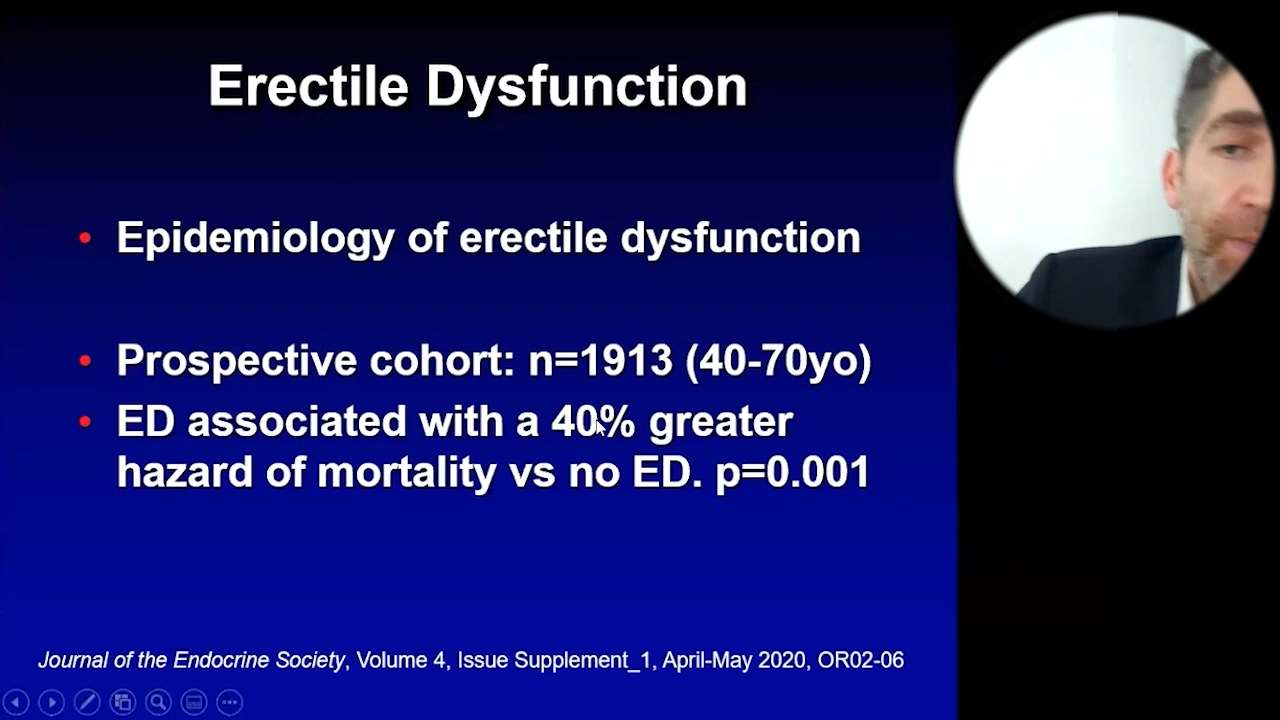 Erectile Dysfunction
Epidemiology of erectile dysfunction
Prospective cohort: n=1913 (40-70yo)
ED associated with a 40% greater
hazard of mortality vs no ED. p=0.001
Journal of the Endocrine Society, Volume 4, Issue Supplement_1, April-May 2020, OR02-06